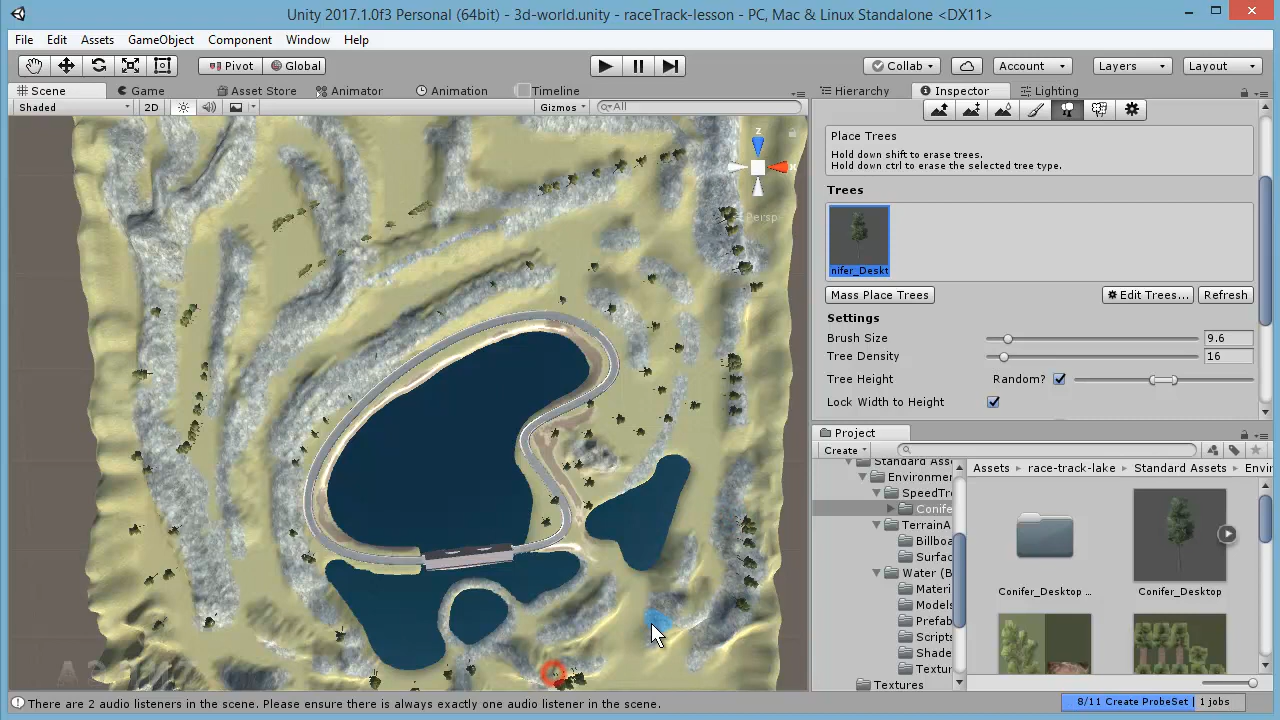 Unity 2017.1.0f3 Personal (64bit) - 3d-world.unity - raceTrack-lesson - PC, Mac & Linux Standalone <DX11>
File Edit Assets GameObject Component Window Help
Pivot Global Collab Account Layers Layout
Scene Game Asset Store Animator Animation Timeline Hierarchy Inspector Lighting
Shaded 2D Gizmos All
Place Trees
Hold down shift to erase trees.
Hold down ctrl to erase the selected tree type.
Trees
nifer_Deskt
Mass Place Trees Edit Trees... Refresh
Settings
Brush Size 9.6
Tree Density 16
Tree Height Random?
Lock Width to Height
z
x
Persp
Project
Create
Assets race-track-lake Standard Assets Envir
Standard Ass
Environmer
SpeedTre
Conife
TerrainA
Billboa
Surfac
Water (B
Materi
Models
Prefab
Scripts
Shade
Textur
Textures
Conifer_Desktop ...
Conifer_Desktop
There are 2 audio listeners in the scene. Please ensure there is always exactly one audio listener in the scene.
8/11 Create ProbeSet | 1 jobs